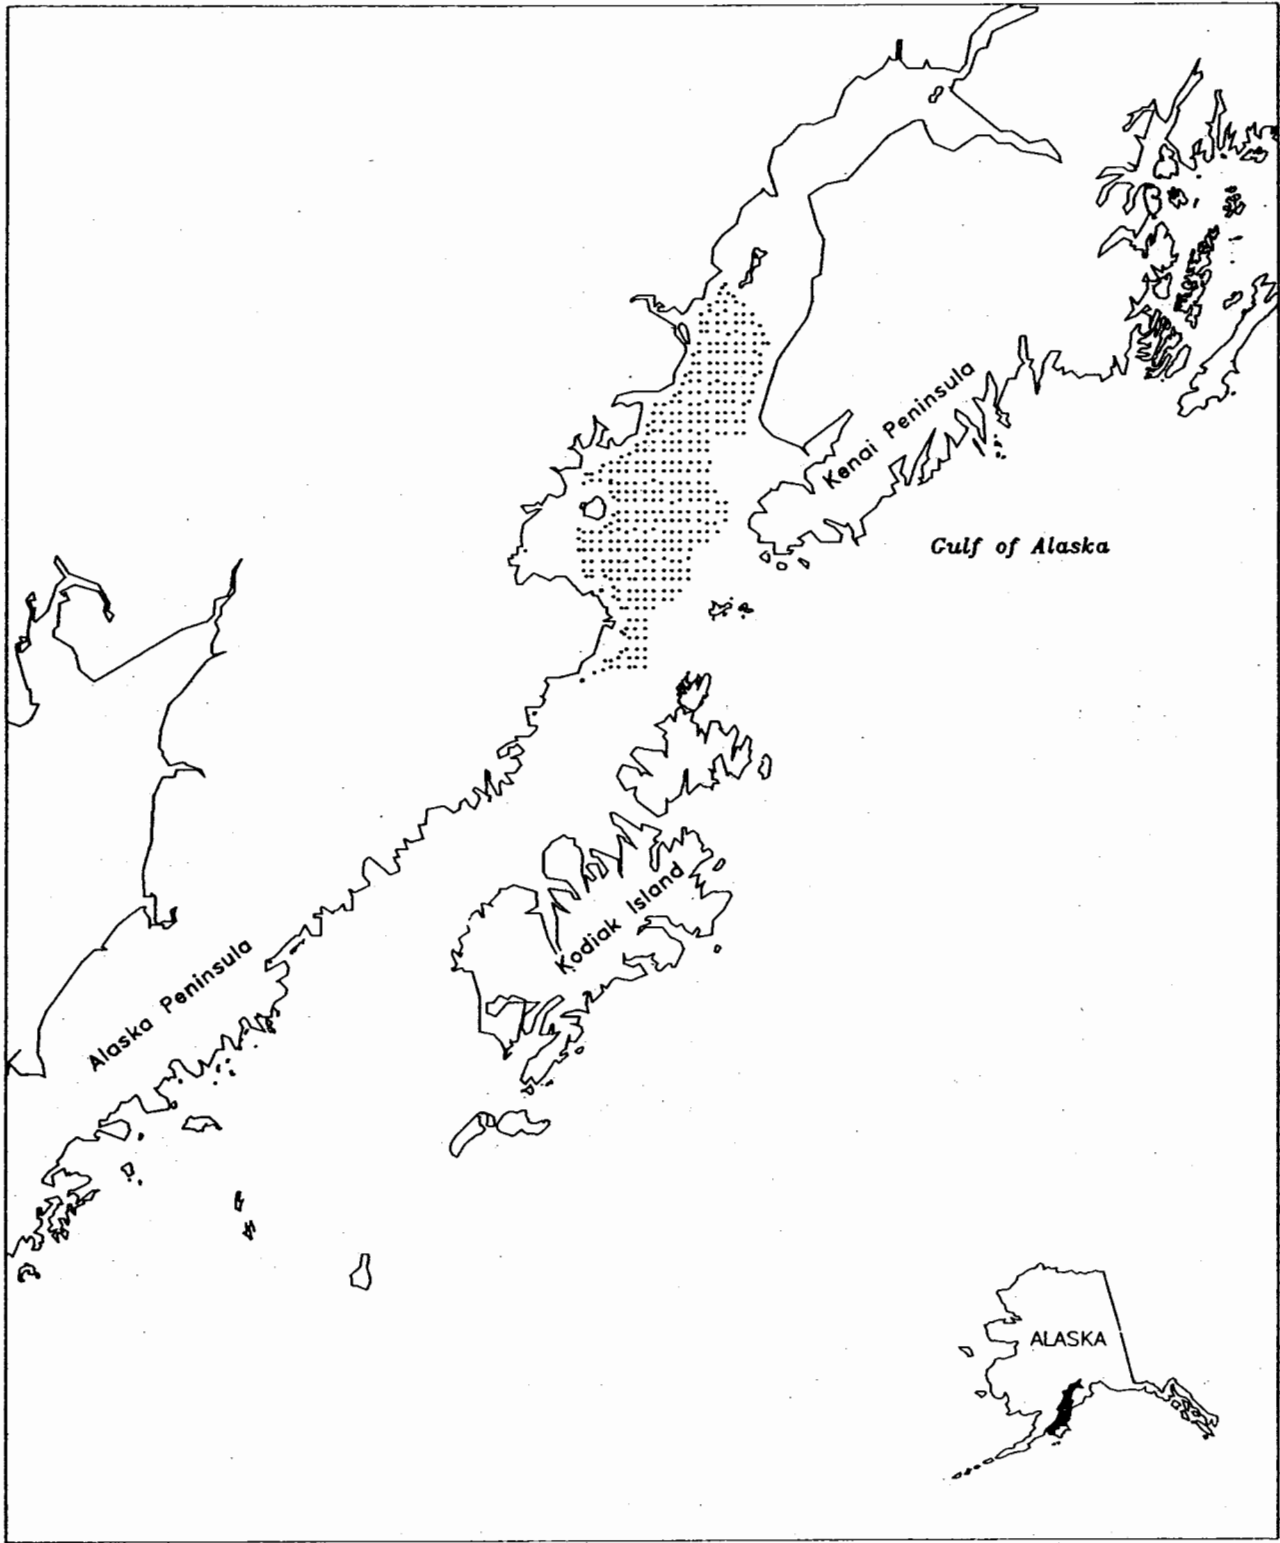 Kenai Peninsula
Gulf of Alaska
Kodiak Island
Alaska Peninsula
ALASKA